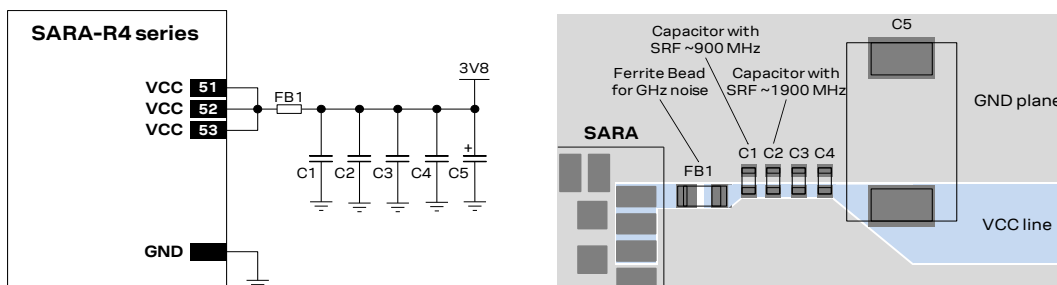 SARA-R4 series
VCC 51
VCC 52
VCC 53
GND
FB1
3V8
+
C1 C2 C3 C4 C5
Capacitor with
SRF ~900 MHz
Ferrite Bead
for GHz noise
Capacitor with
SRF ~1900 MHz
C5
GND plane
SARA
FB1
C1 C2 C3 C4
VCC line